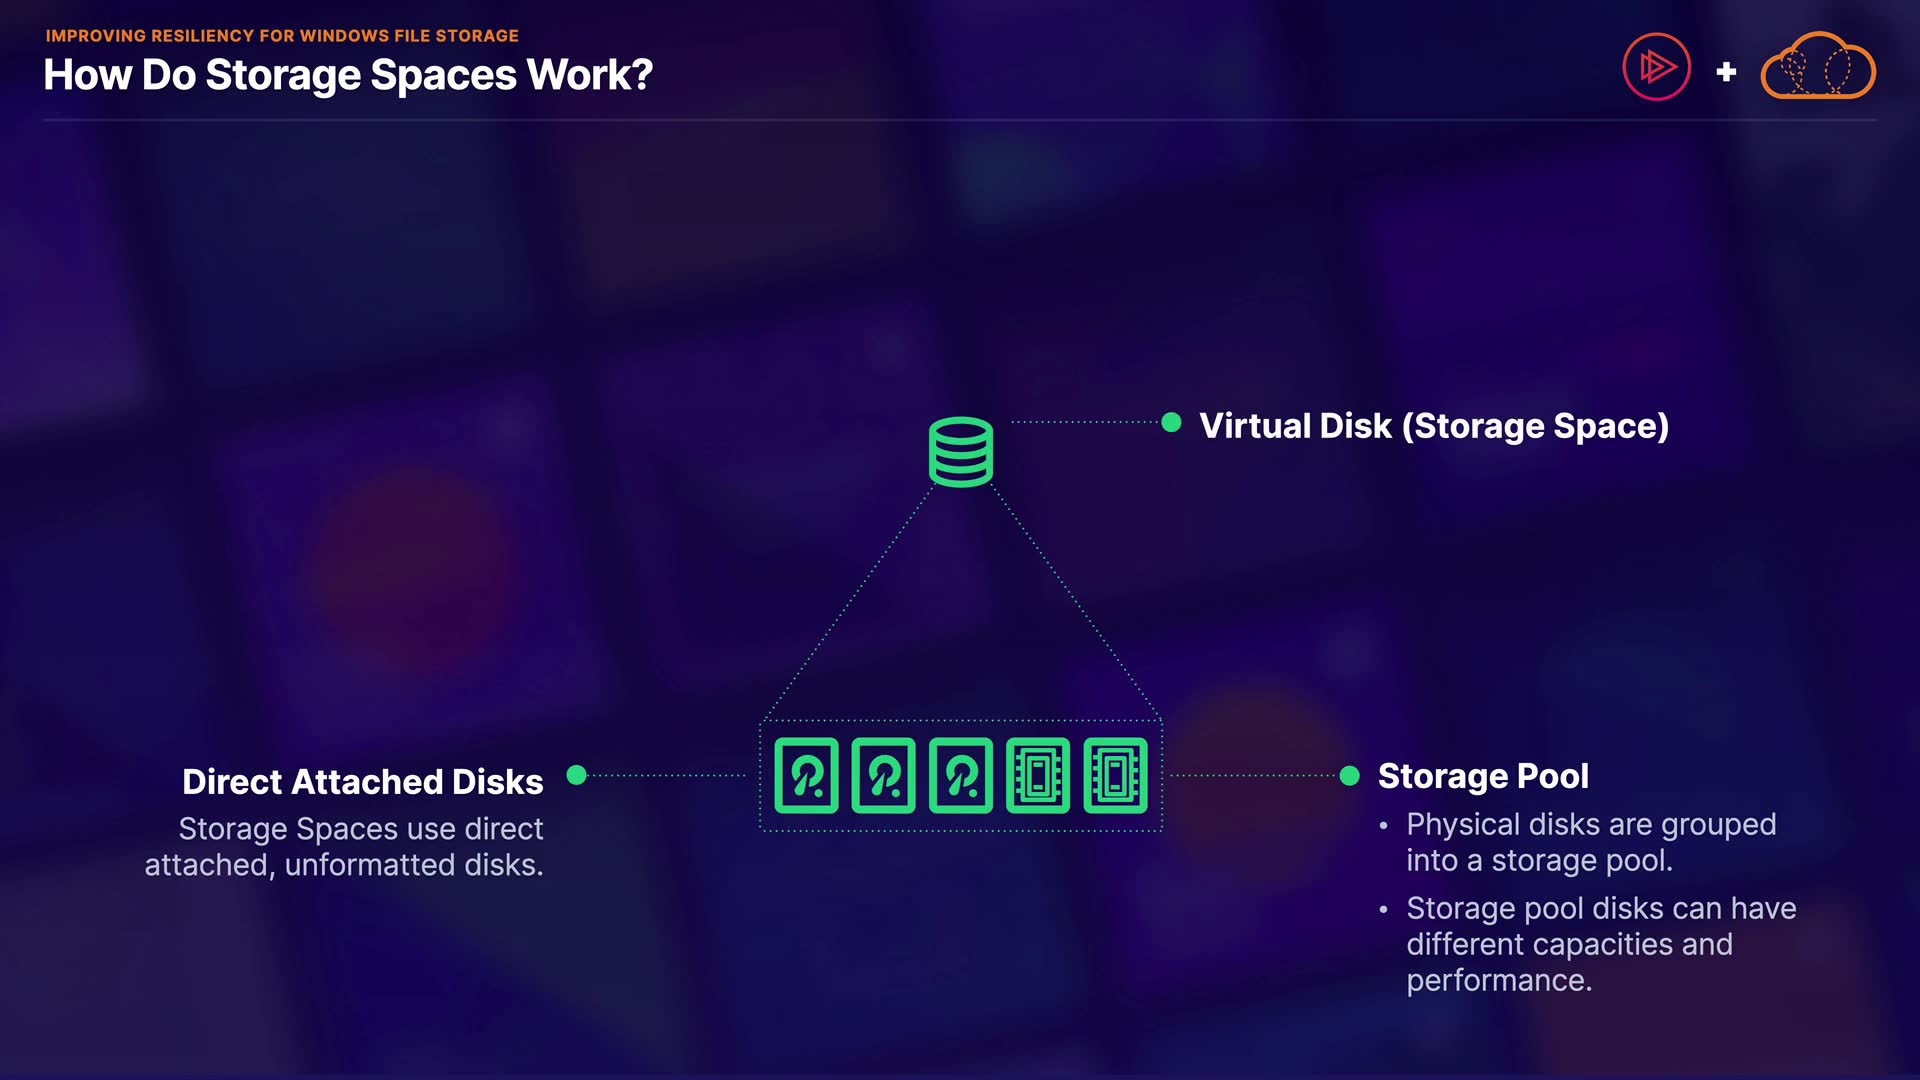 IMPROVING RESILIENCY FOR WINDOWS FILE STORAGE
How Do Storage Spaces Work?
+
Virtual Disk (Storage Space)
Direct Attached Disks
Storage Spaces use direct
attached, unformatted disks.
Storage Pool
• Physical disks are grouped
into a storage pool.
• Storage pool disks can have
different capacities and
performance.